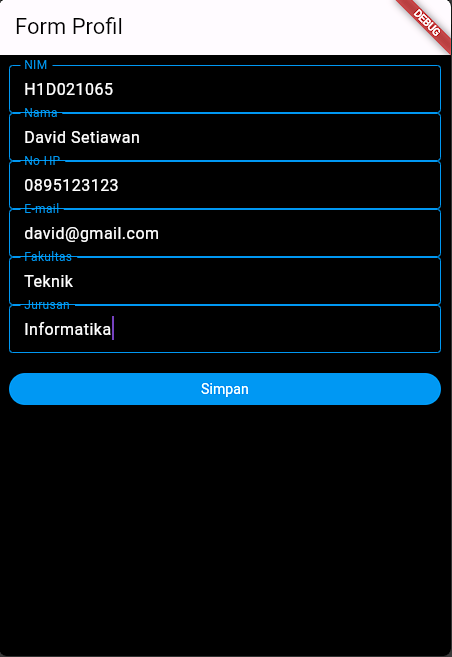 Form Profil
DEBUG
NIM
H1D021065
Nama
David Setiawan
No HP
0895123123
E-mail
david@gmail.com
Fakultas
Teknik
Jurusan
Informatika
Simpan